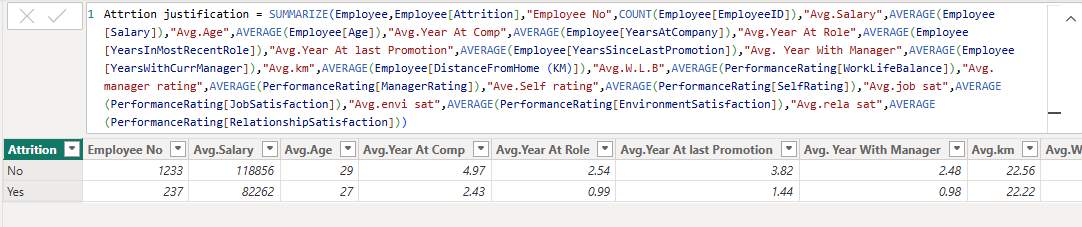 1 Attrtion justification = SUMMARIZE(Employee,Employee[Attrition],"Employee No",COUNT(Employee[EmployeeID]),"Avg.Salary",AVERAGE(Employee
[Salary]),"Avg.Age",AVERAGE(Employee[Age]),"Avg.Year At Comp",AVERAGE(Employee[YearsAtCompany]),"Avg.Year At Role",AVERAGE(Employee
[YearsInMostRecentRole]),"Avg.Year At last Promotion",AVERAGE(Employee[YearsSinceLastPromotion]),"Avg. Year With Manager",AVERAGE(Employee
[YearsWithCurrManager]),"Avg.km",AVERAGE(Employee[DistanceFromHome (KM)]),"Avg.W.L.B",AVERAGE(PerformanceRating[WorkLifeBalance]),"Avg.
manager rating",AVERAGE(PerformanceRating[ManagerRating]),"Ave.Self rating",AVERAGE(PerformanceRating[SelfRating]),"Avg.job sat",AVERAGE
(PerformanceRating[JobSatisfaction]),"Avg.envi sat",AVERAGE(PerformanceRating[EnvironmentSatisfaction]),"Avg.rela sat",AVERAGE
(PerformanceRating[RelationshipSatisfaction]))
Attrition Employee No Avg.Salary Avg.Age Avg.Year At Comp Avg.Year At Role Avg.Year At last Promotion Avg. Year With Manager Avg.km Avg.W
No 1233 118856 29 4.97 2.54 3.82 2.48 22.56
Yes 237 82262 27 2.43 0.99 1.44 0.98 22.22